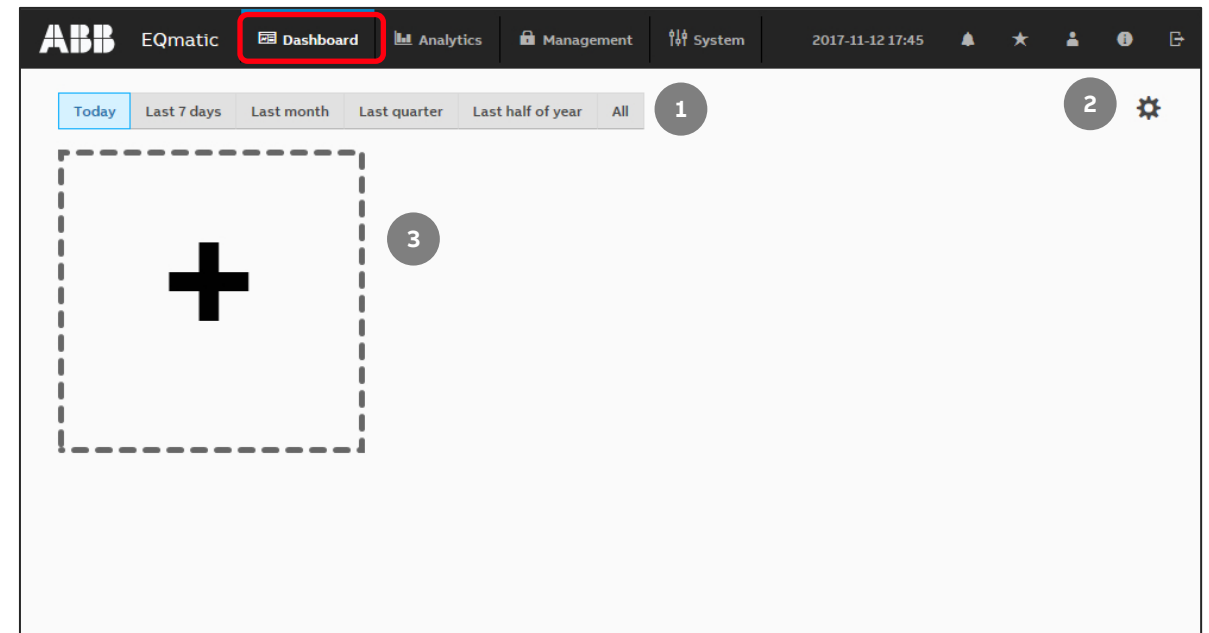 ABB EQmatic Dashboard Analytics Management System 2017-11-12 17:45
Today Last 7 days Last month Last quarter Last half of year All 1 2
3